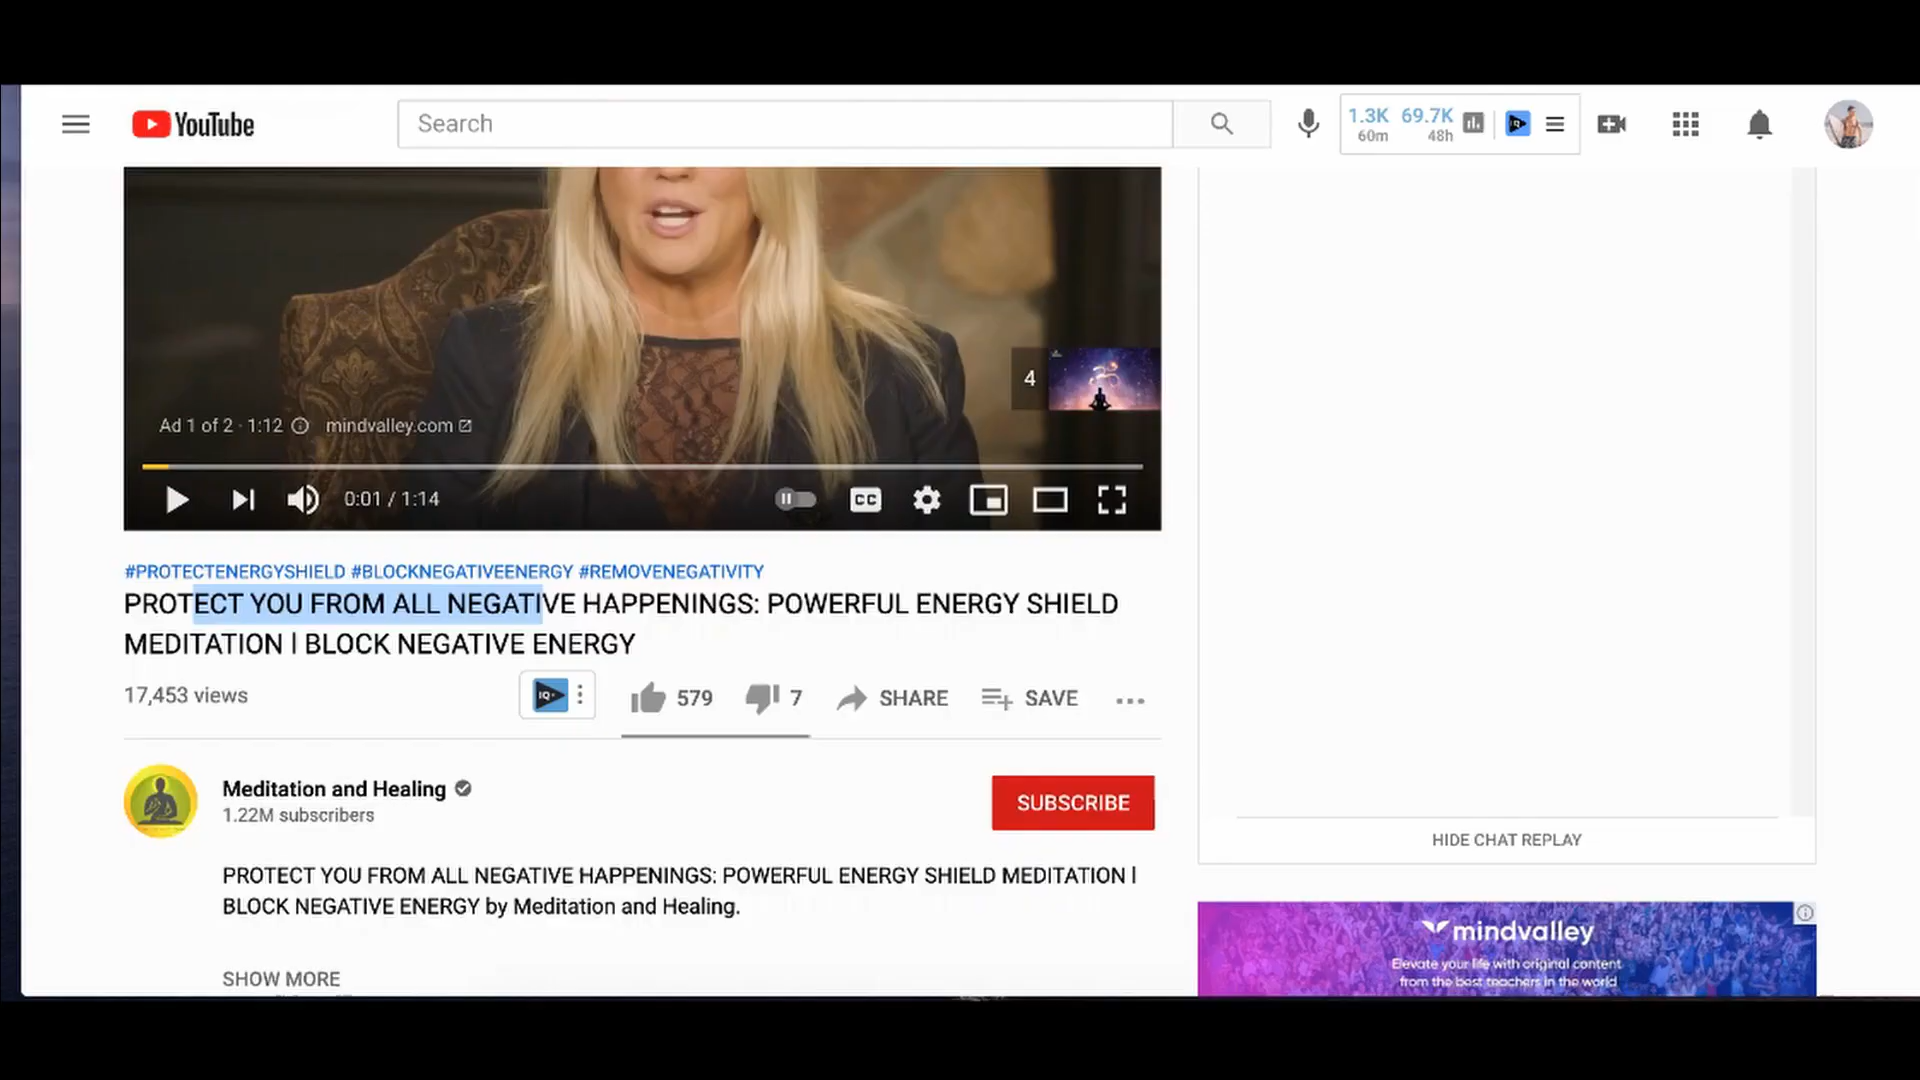 YouTube
Search
1.3K 69.7K
60m 48h
4
Ad 1 of 2 · 1:12 mindvalley.com
0:01 / 1:14
CC
#PROTECTENERGYSHIELD #BLOCKNEGATIVEENERGY #REMOVENEGATIVITY
PROTECT YOU FROM ALL NEGATIVE HAPPENINGS: POWERFUL ENERGY SHIELD
MEDITATION l BLOCK NEGATIVE ENERGY
17,453 views
IQ
579
7
SHARE
SAVE
Meditation and Healing
1.22M subscribers
SUBSCRIBE
PROTECT YOU FROM ALL NEGATIVE HAPPENINGS: POWERFUL ENERGY SHIELD MEDITATION l
BLOCK NEGATIVE ENERGY by Meditation and Healing.
SHOW MORE
HIDE CHAT REPLAY
mindvalley
Elevate your life with original content
from the best teachers in the world